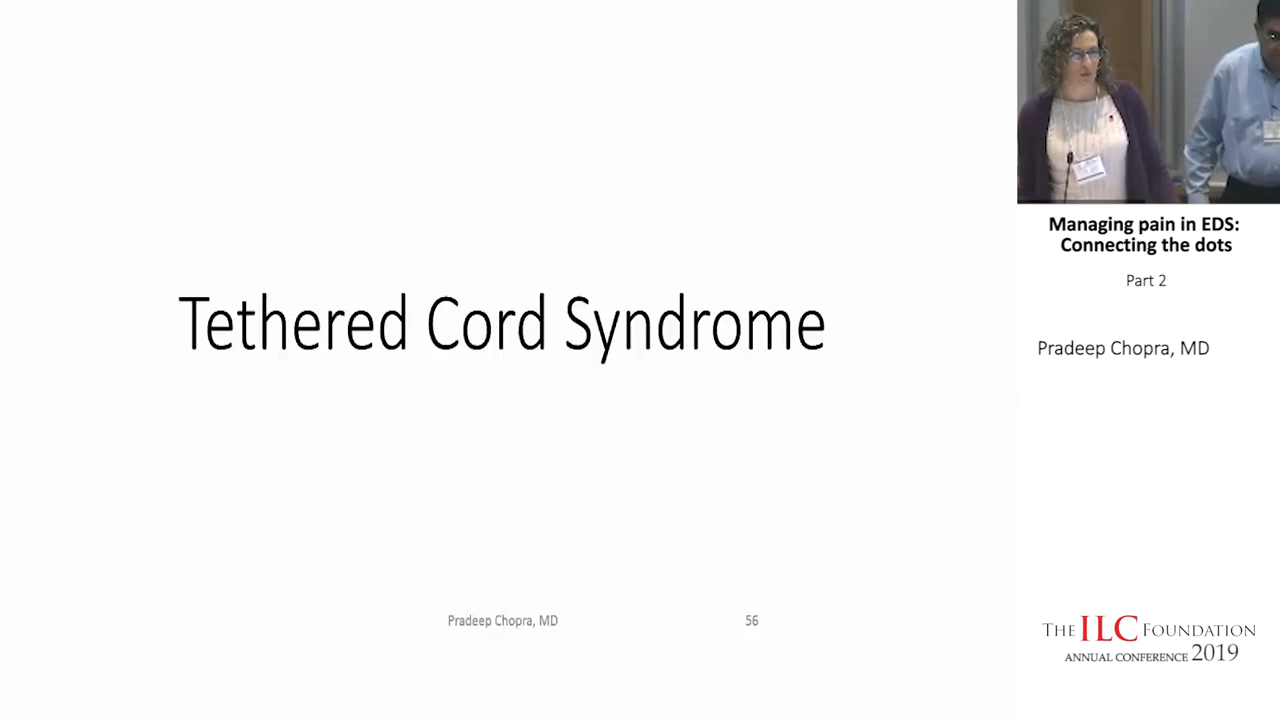 Tethered Cord Syndrome
Pradeep Chopra, MD
56
Managing pain in EDS:
Connecting the dots
Part 2
Pradeep Chopra, MD
THE ILC FOUNDATION
ANNUAL CONFERENCE 2019